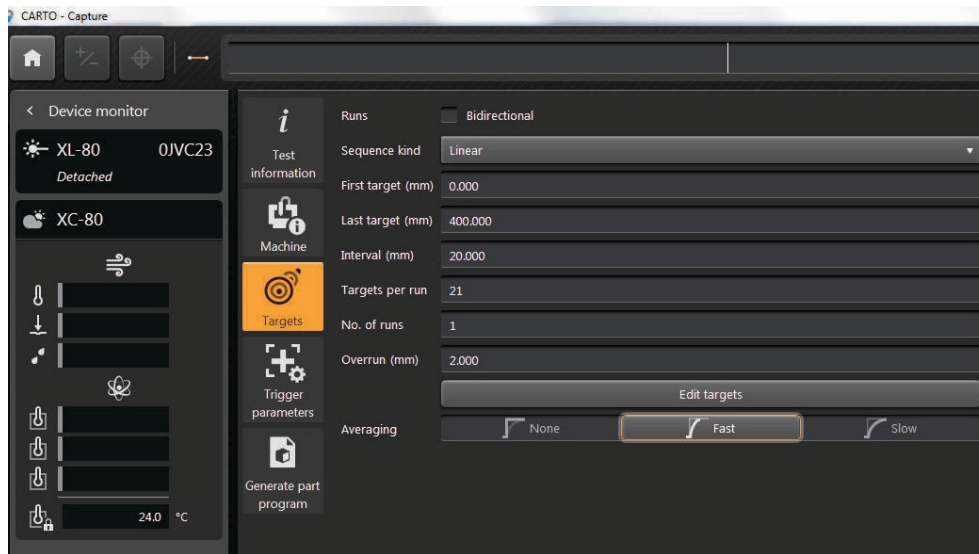 CARTO - Capture
Device monitor
XL-80 0JVC23
Detached
XC-80
24.0 °C
Test
information
Machine
Targets
Trigger
parameters
Generate part
program
Runs Bidirectional
Sequence kind Linear
First target (mm) 0.000
Last target (mm) 400.000
Interval (mm) 20.000
Targets per run 21
No. of runs 1
Overrun (mm) 2.000
Edit targets
Averaging None Fast Slow